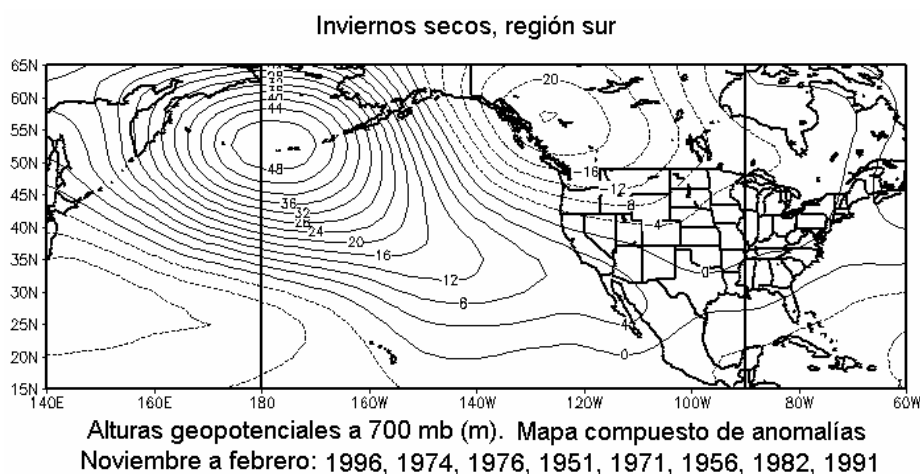 Inviernos secos, región sur
65N
60N
55N
50N
45N
40N
35N
30N
25N
20N
15N
44
48
36
32
28
24
20
16
12
4
0
20
-16
-12
8
-4
0
140E 160E 180 160W 140W 120W 100W 80W 60W
Alturas geopotenciales a 700 mb (m). Mapa compuesto de anomalías
Noviembre a febrero: 1996, 1974, 1976, 1951, 1971, 1956, 1982, 1991